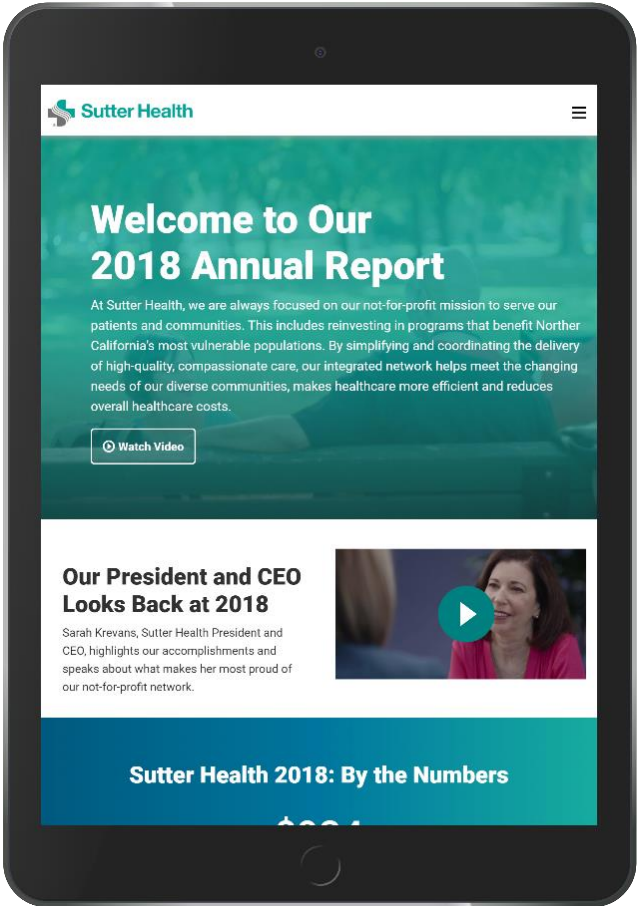 Sutter Health
Welcome to Our
2018 Annual Report
At Sutter Health, we are always focused on our not-for-profit mission to serve our
patients and communities. This includes reinvesting in programs that benefit Norther
California's most vulnerable populations. By simplifying and coordinating the delivery
of high-quality, compassionate care, our integrated network helps meet the changing
needs of our diverse communities, makes healthcare more efficient and reduces
overall healthcare costs.
Watch Video
Our President and CEO
Looks Back at 2018
Sarah Krevans, Sutter Health President and
CEO, highlights our accomplishments and
speaks about what makes her most proud of
our not-for-profit network.
Sutter Health 2018: By the Numbers